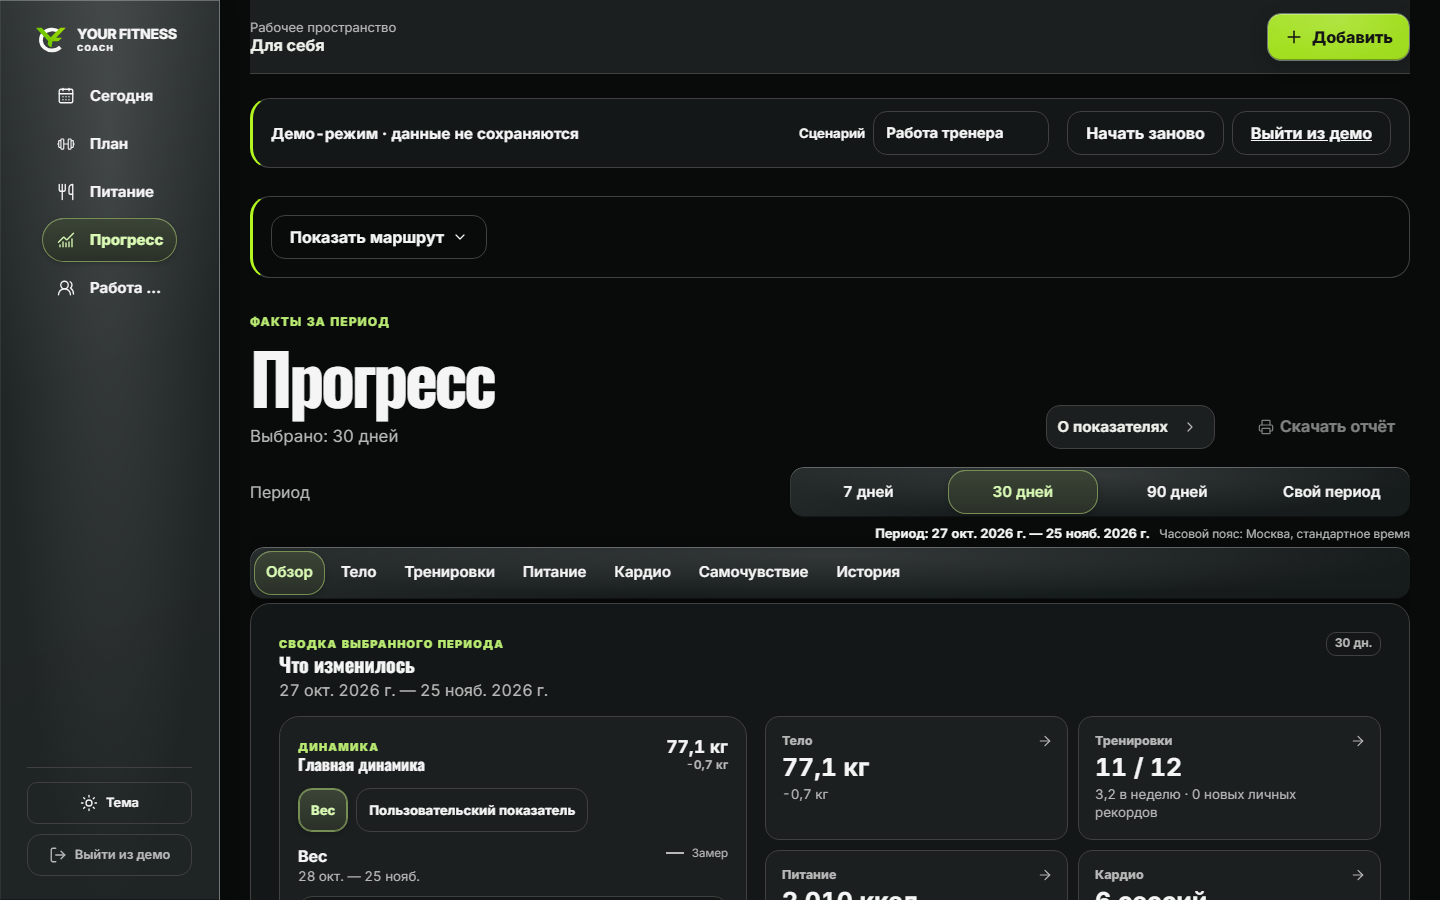 YOUR FITNESS
COACH
Сегодня
План
Питание
Прогресс
Работа ...
Тема
Выйти из демо
Рабочее пространство
Для себя
Добавить
Демо-режим · данные не сохраняются
Сценарий
Работа тренера
Начать заново
Выйти из демо
Показать маршрут
ФАКТЫ ЗА ПЕРИОД
Прогресс
Выбрано: 30 дней
О показателях
Скачать отчёт
Период
7 дней
30 дней
90 дней
Свой период
Период: 27 окт. 2026 г. — 25 нояб. 2026 г. Часовой пояс: Москва, стандартное время
Обзор
Тело
Тренировки
Питание
Кардио
Самочувствие
История
СВОДКА ВЫБРАННОГО ПЕРИОДА
30 дн.
Что изменилось
27 окт. 2026 г. — 25 нояб. 2026 г.
ДИНАМИКА
Главная динамика
77,1 кг
-0,7 кг
Вес
Пользовательский показатель
Вес
28 окт. — 25 нояб.
Замер
Тело
77,1 кг
-0,7 кг
Тренировки
11 / 12
3,2 в неделю · 0 новых личных
рекордов
Питание
2 010 ккал
Кардио
6 сессий